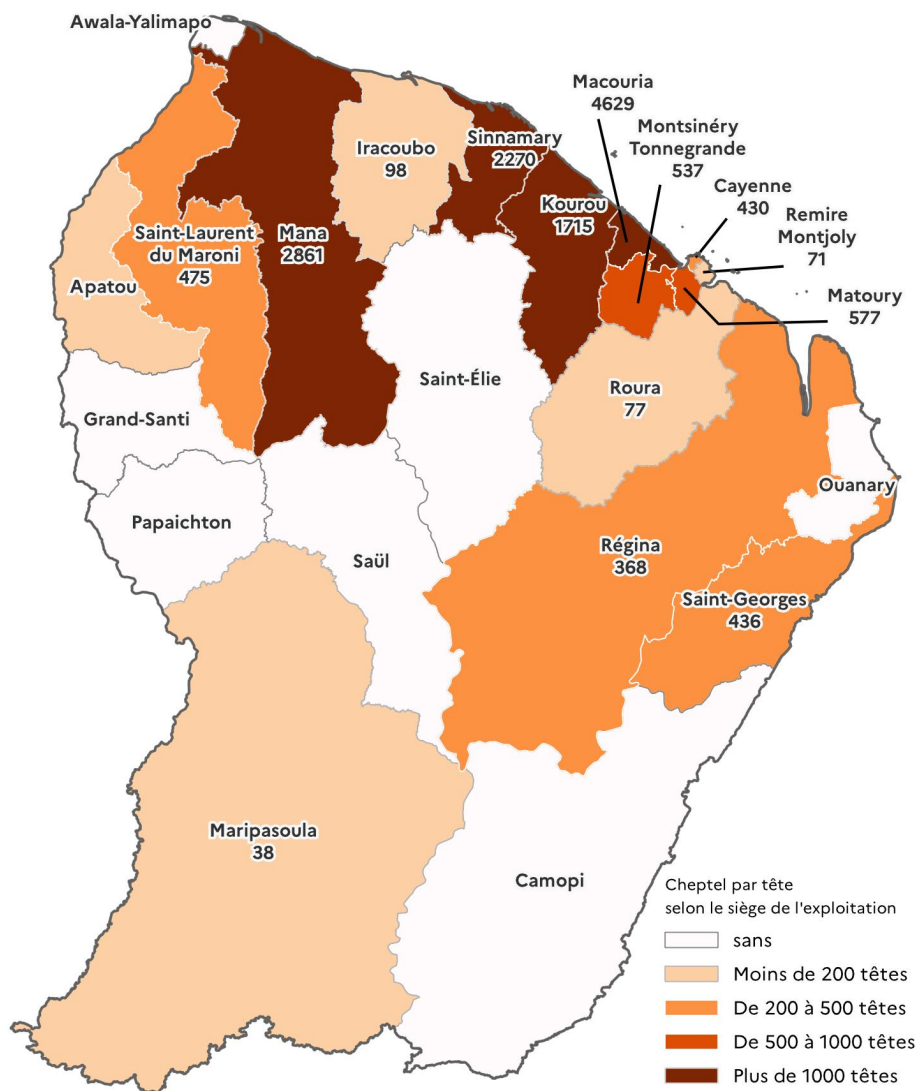 Awala-Yalimapo
Macouria
4629
Montsinéry
Tonnegrande
537
Cayenne
430
Remire
Montjoly
71
Matoury
577
Sinnamary
2270
Iracoubo
98
Kourou
1715
Saint-Laurent
du Maroni
475
Mana
2861
Apatou
Saint-Élie
Roura
77
Grand-Santi
Ouanary
Papaichton
Saül
Régina
368
Saint-Georges
436
Maripasoula
38
Camopi
Cheptel par tête
selon le siège de l'exploitation
sans
Moins de 200 têtes
De 200 à 500 têtes
De 500 à 1000 têtes
Plus de 1000 têtes